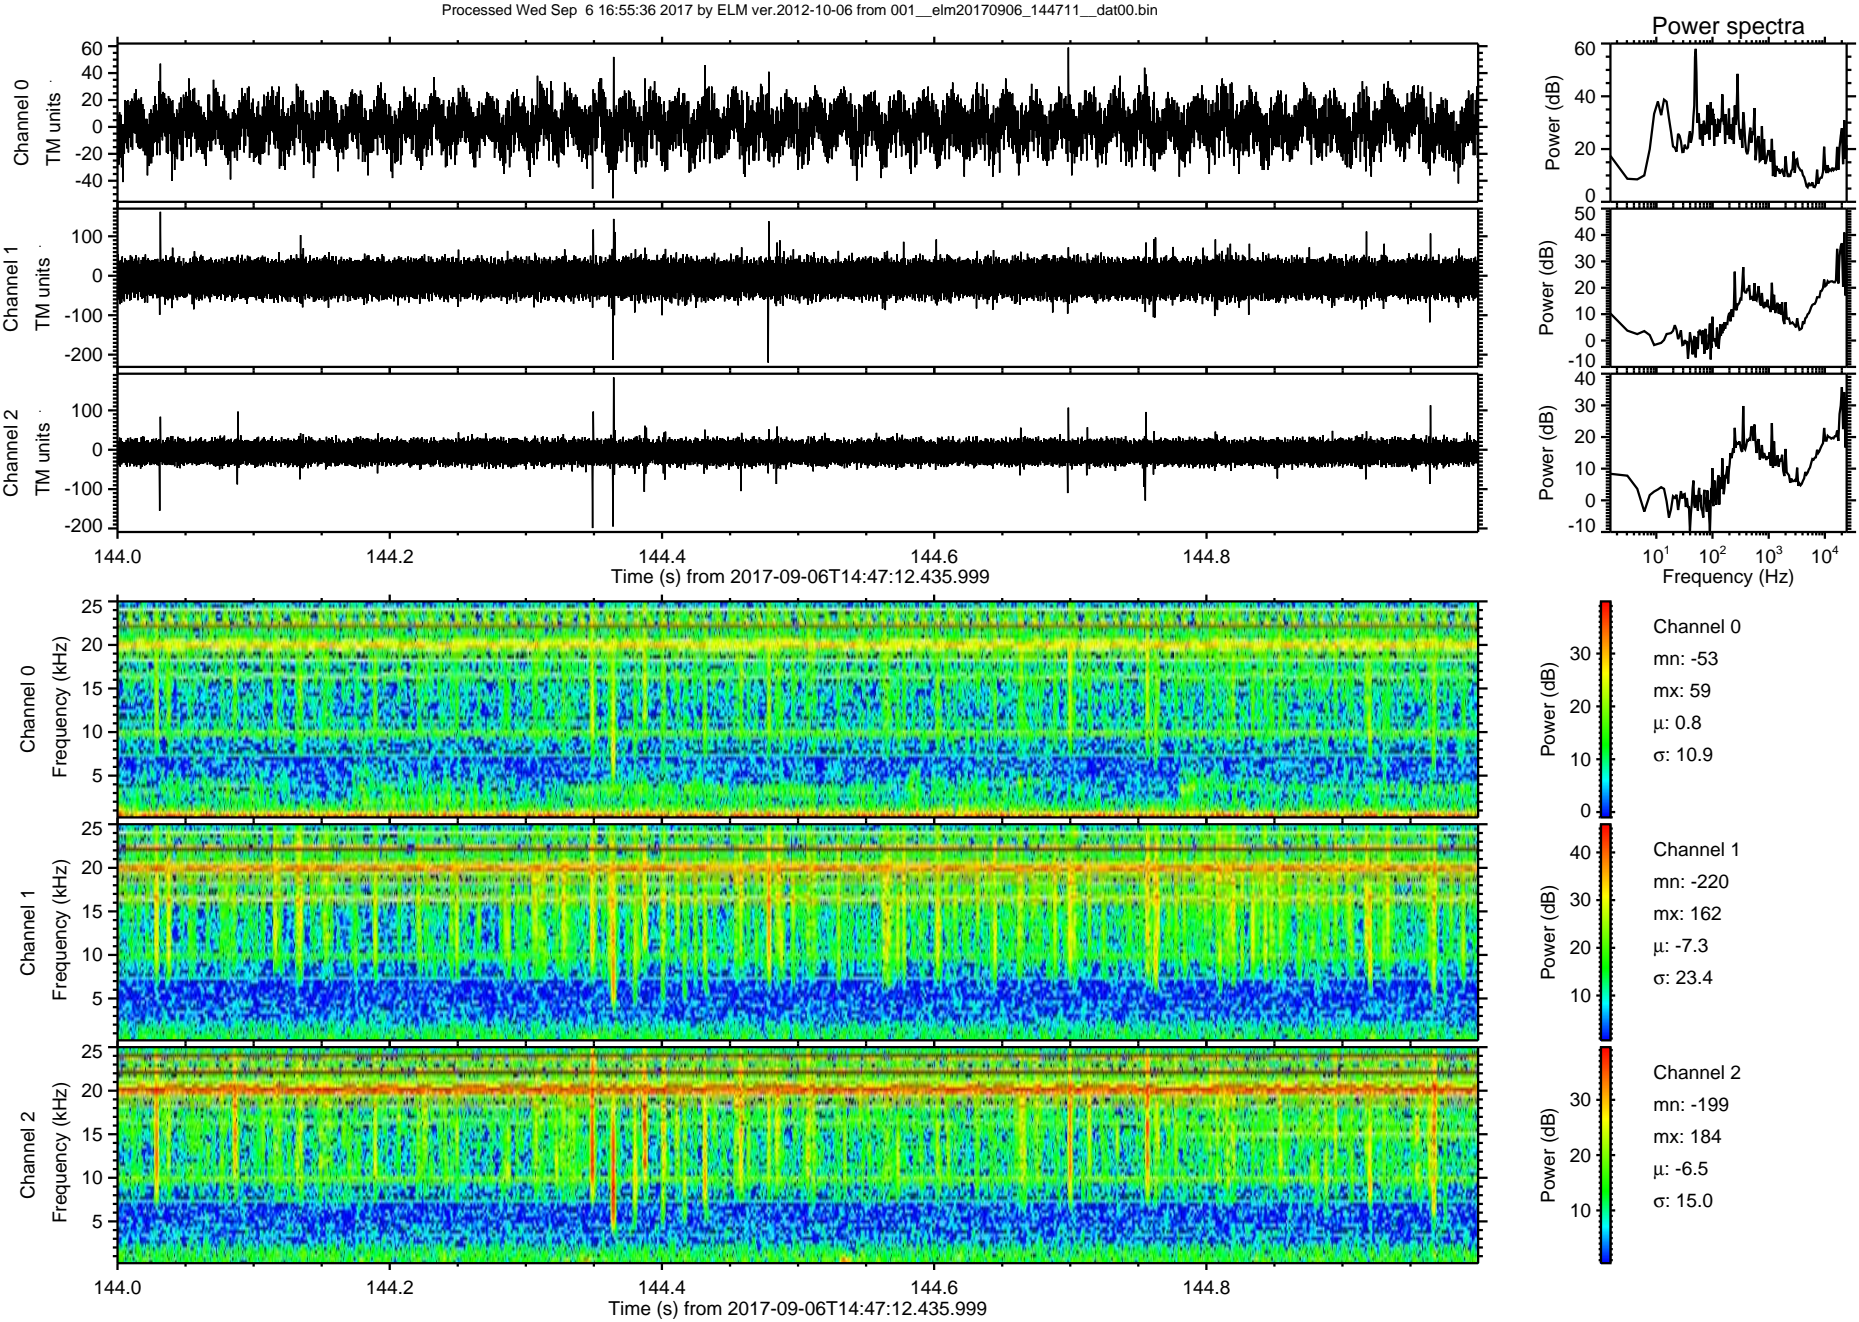 Processed Wed Sep  6 16:55:36 2017 by ELM ver.2012-10-06 from 001__elm20170906_144711__dat00.bin
Power spectra
Channel 0
TM units
60
40
20
0
-20
-40
Power (dB)
60
40
20
0
Channel 1
TM units
100
0
-100
-200
Power (dB)
50
40
30
20
10
0
-10
Channel 2
TM units
100
0
-100
-200
Power (dB)
40
30
20
10
0
-10
144.0 144.2 144.4 144.6 144.8
Time (s) from 2017-09-06T14:47:12.435.999
10¹ 10² 10³ 10⁴
Frequency (Hz)
Channel 0
Frequency (kHz)
25
20
15
10
5
Power (dB)
30
20
10
0
Channel 0
mn: -53
mx: 59
μ: 0.8
σ: 10.9
Channel 1
Frequency (kHz)
25
20
15
10
5
Power (dB)
40
30
20
10
Channel 1
mn: -220
mx: 162
μ: -7.3
σ: 23.4
Channel 2
Frequency (kHz)
25
20
15
10
5
Power (dB)
30
20
10
Channel 2
mn: -199
mx: 184
μ: -6.5
σ: 15.0
144.0 144.2 144.4 144.6 144.8
Time (s) from 2017-09-06T14:47:12.435.999